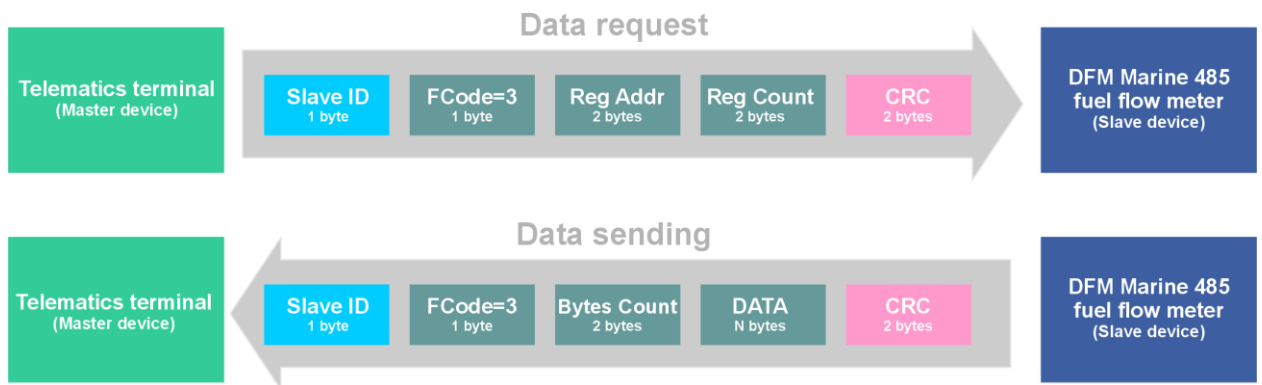 Data request
Telematics terminal
(Master device)
Slave ID
1 byte
FCode=3
1 byte
Reg Addr
2 bytes
Reg Count
2 bytes
CRC
2 bytes
DFM Marine 485
fuel flow meter
(Slave device)
Data sending
Telematics terminal
(Master device)
Slave ID
1 byte
FCode=3
1 byte
Bytes Count
2 bytes
DATA
N bytes
CRC
2 bytes
DFM Marine 485
fuel flow meter
(Slave device)